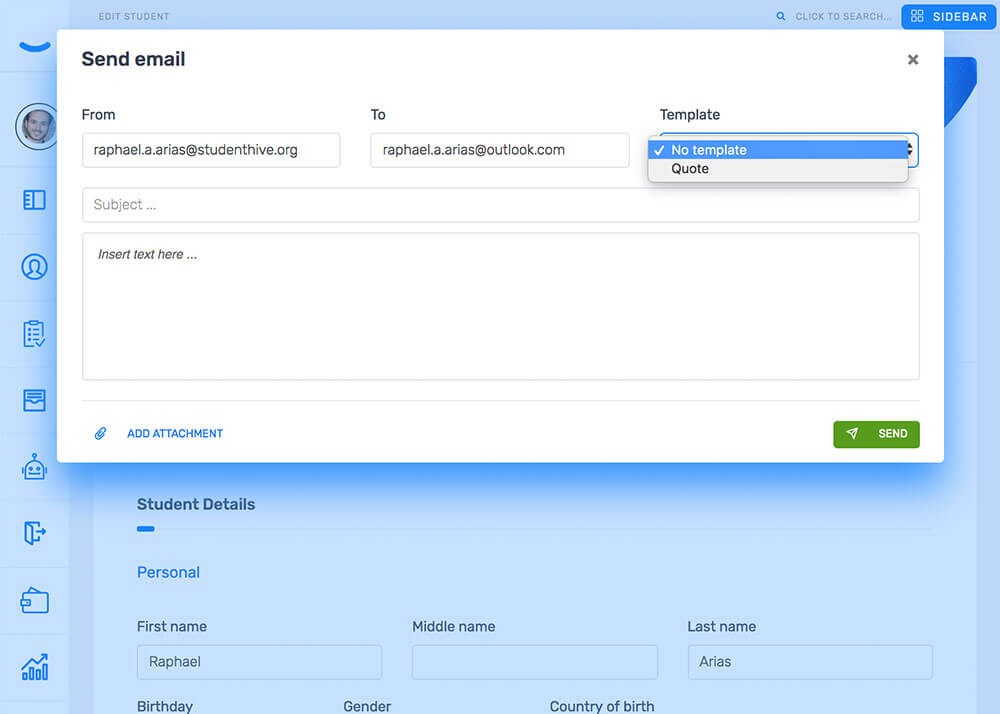 EDIT STUDENT
CLICK TO SEARCH...
SIDEBAR
Send email
From
To
Template
raphael.a.arias@studenthive.org
raphael.a.arias@outlook.com
No template
Quote
Subject ...
Insert text here ...
ADD ATTACHMENT
SEND
Student Details
Personal
First name
Middle name
Last name
Raphael
Arias
Birthday
Gender
Country of birth